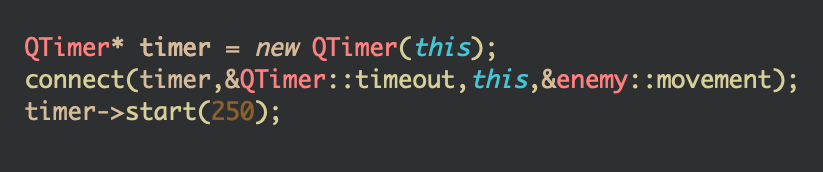 QTimer* timer = new QTimer(this);
connect(timer,&QTimer::timeout,this,&enemy::movement);
timer->start(250);